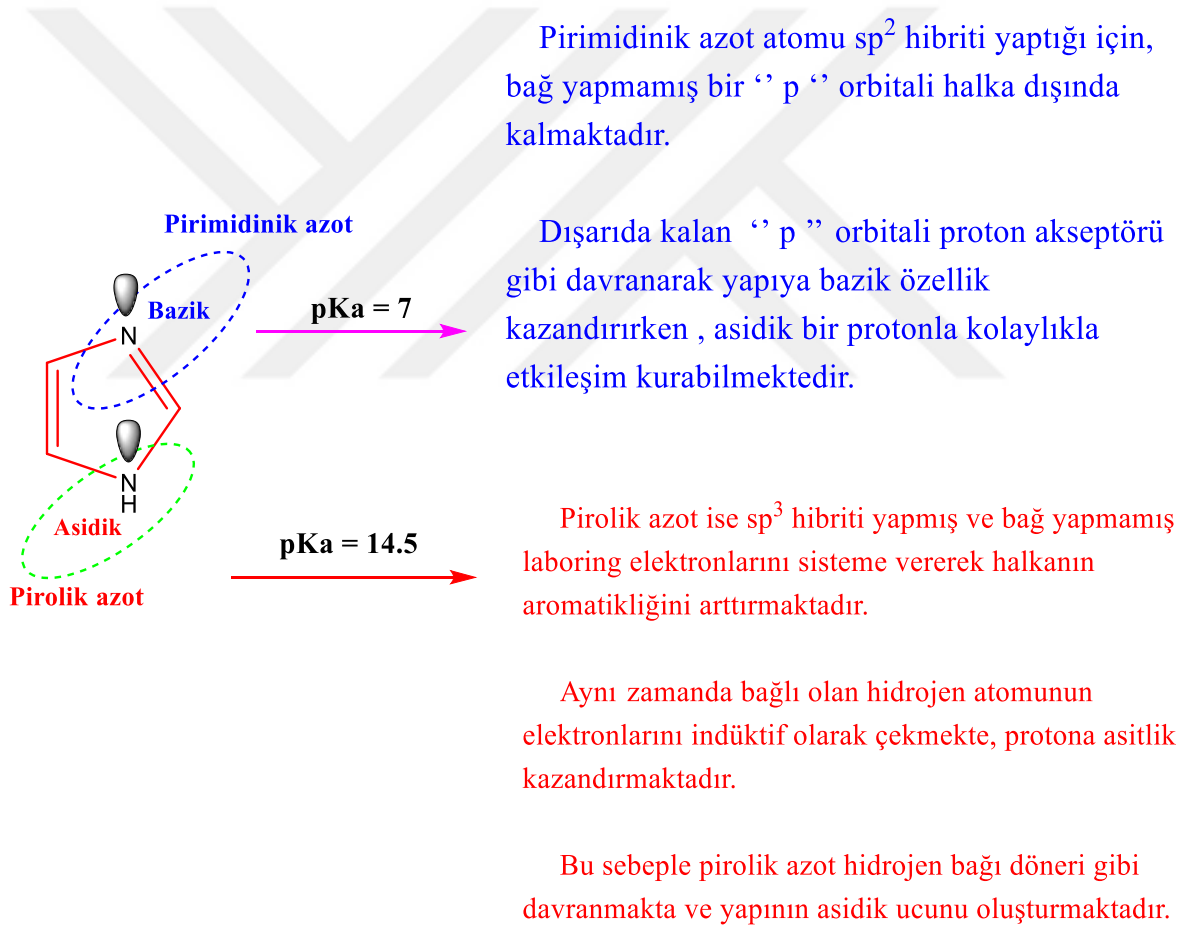 Pirimidinik azot atomu sp² hibriti yaptığı için,
bağ yapmamış bir ‘’ p ‘’ orbitali halka dışında
kalmaktadır.
Pirimidinik azot
Bazik
N
pKa = 7
Dışarıda kalan ‘’ p ’’ orbitali proton akseptörü
gibi davranarak yapıya bazik özellik
kazandırırken , asidik bir protonla kolaylıkla
etkileşim kurabilmektedir.
N
H
Asidik
Pirolik azot
pKa = 14.5
Pirolik azot ise sp³ hibriti yapmış ve bağ yapmamış
laboring elektronlarını sisteme vererek halkanın
aromatikliğini arttırmaktadır.
Aynı zamanda bağlı olan hidrojen atomunun
elektronlarını indüktif olarak çekmekte, protona asitlik
kazandırmaktadır.
Bu sebeple pirolik azot hidrojen bağı döneri gibi
davranmakta ve yapının asidik ucunu oluşturmaktadır.